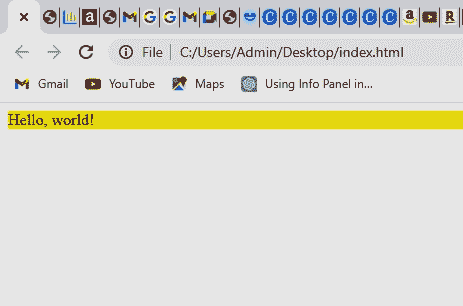 File C:/Users/Admin/Desktop/index.html
Gmail YouTube Maps Using Info Panel in...
Hello, world!